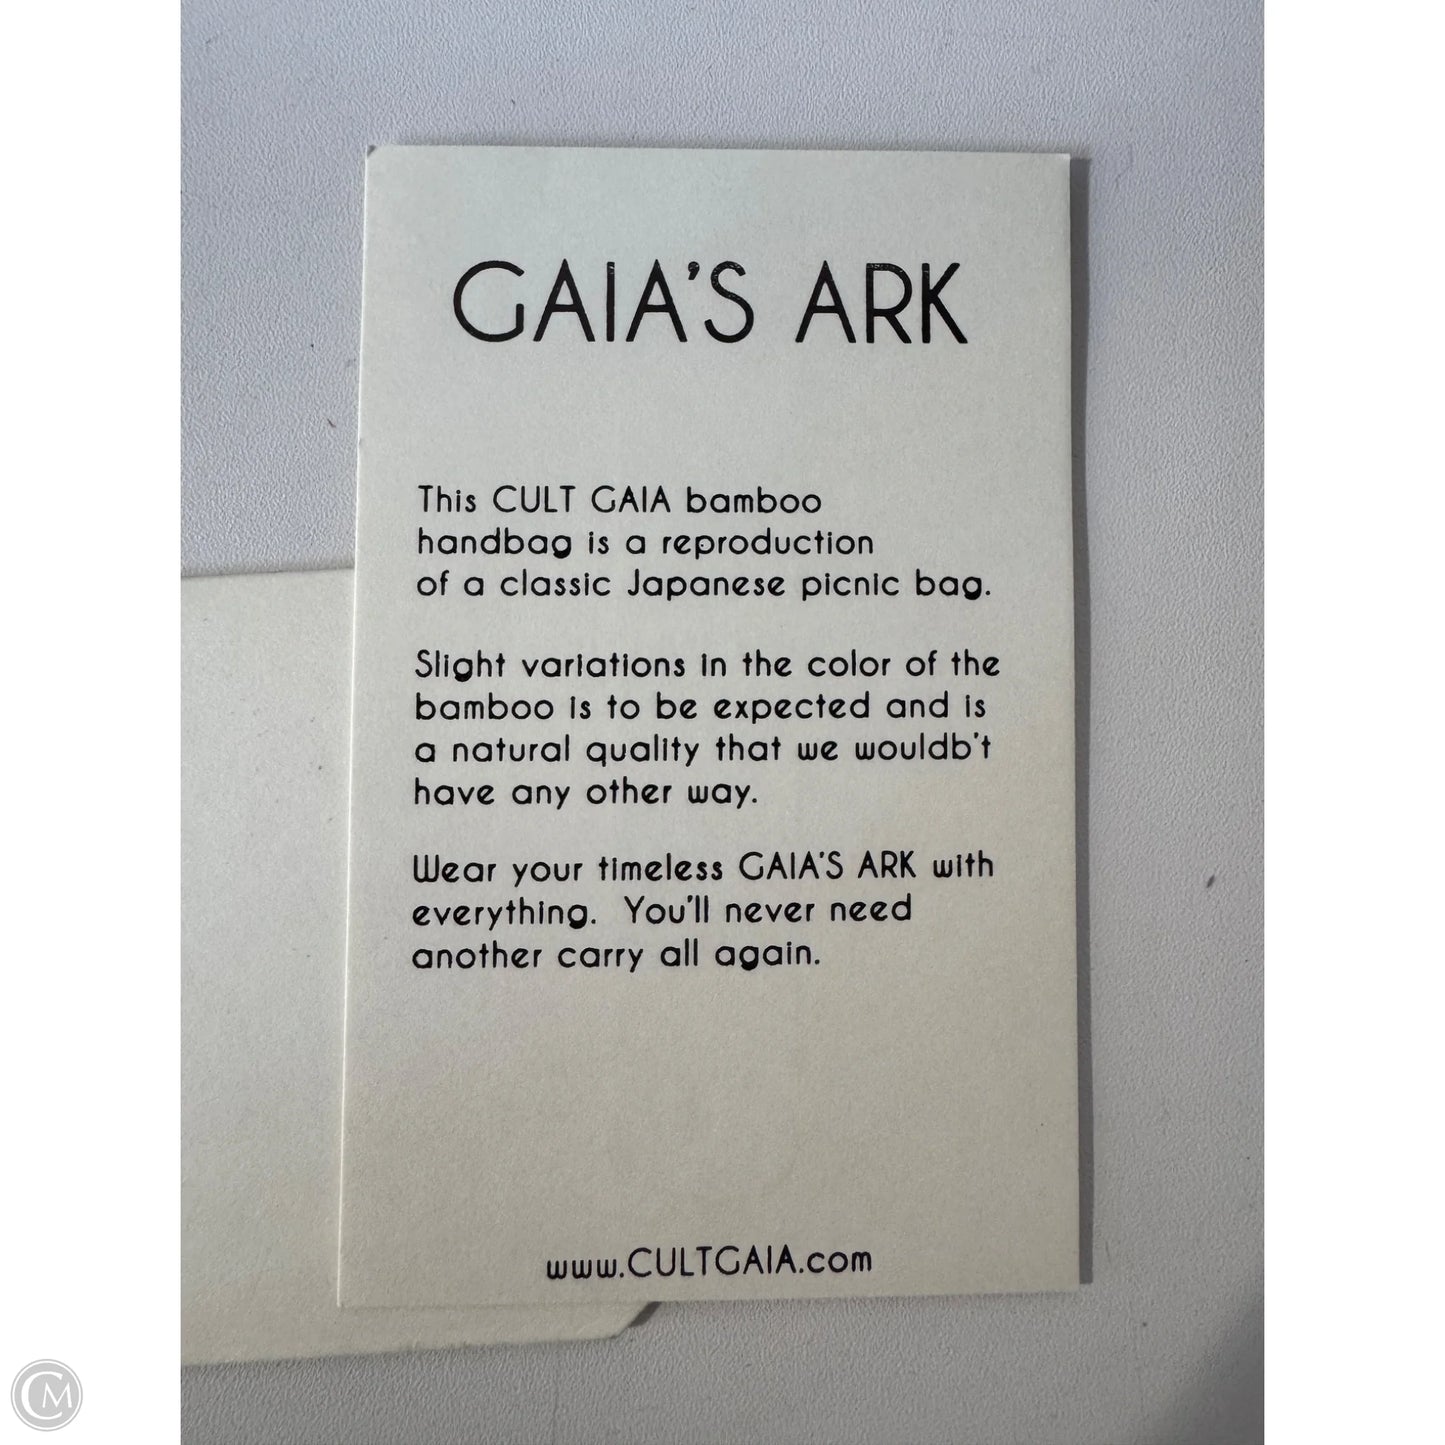 GAIA'S ARK
This CULT GAIA bamboo
handbag is a reproduction
of a classic Japanese picnic bag.
Slight variations in the color of the
bamboo is to be expected and is
a natural quality that we wouldb't
have any other way.
Wear your timeless GAIA'S ARK with
everything.  You'll never need
another carry all again.
www.CULTGAIA.com
CM